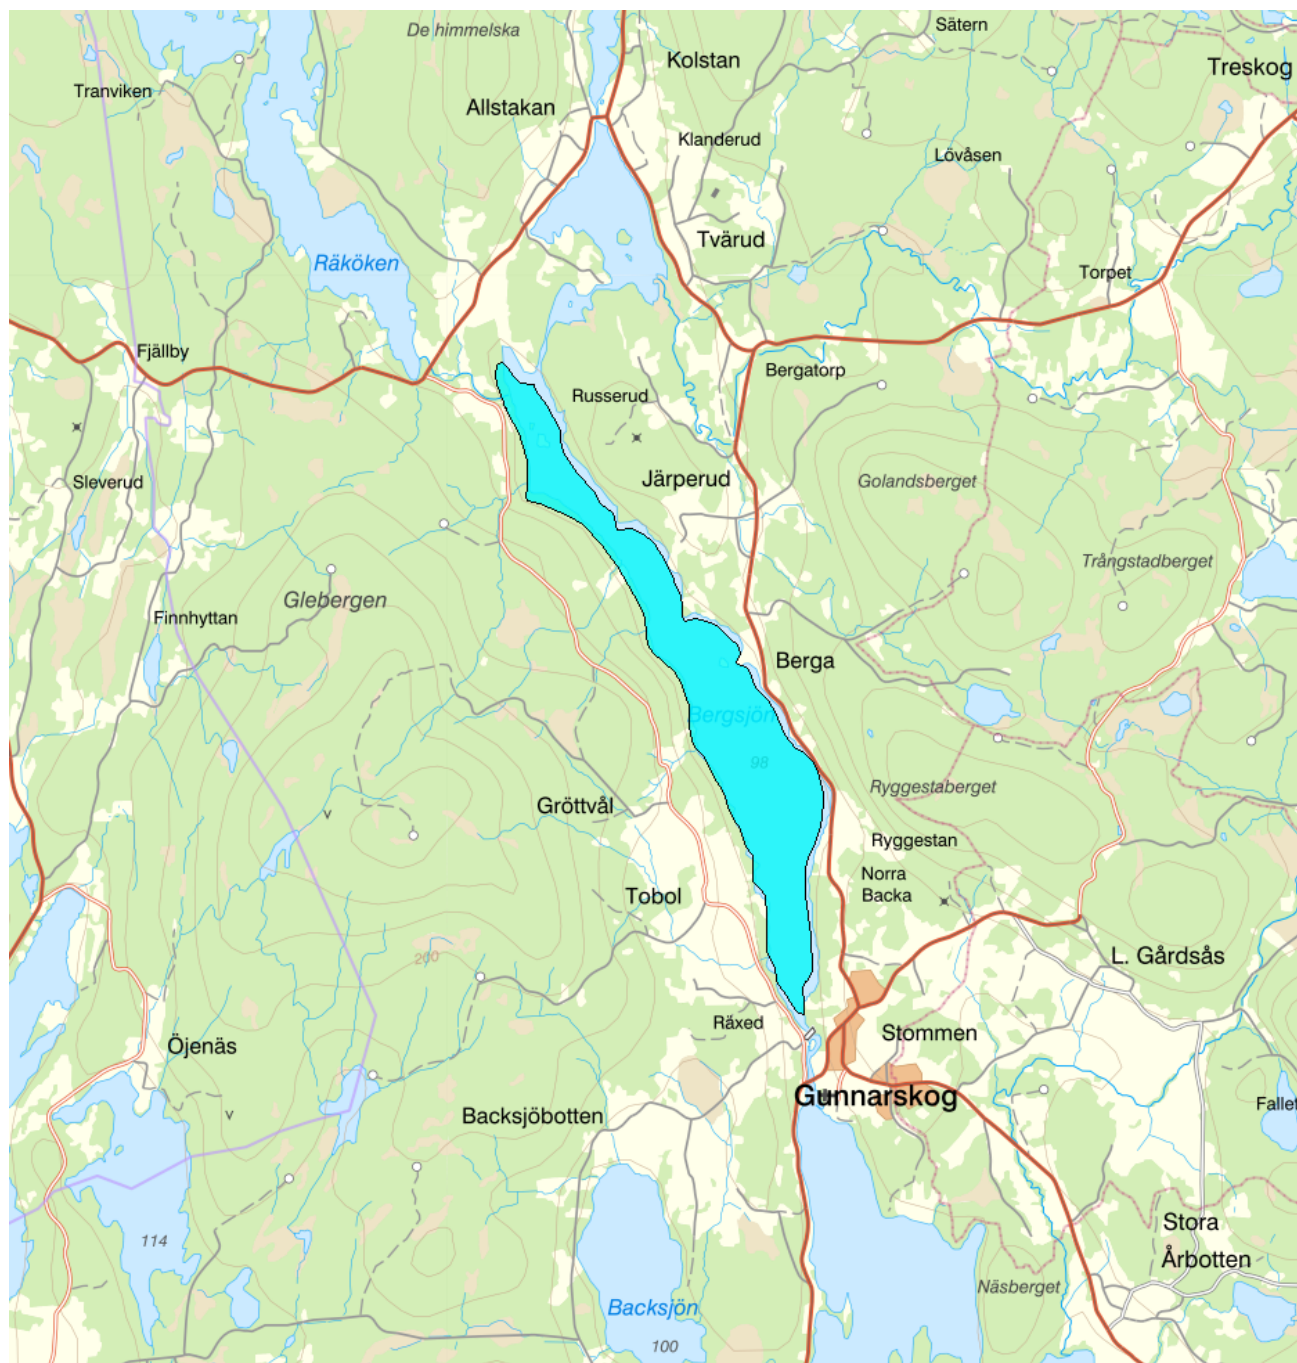 De himmelska
Sätern
Kolstan
Treskog
Tranviken
Allstakan
Klanderud
Lövåsen
Tvärud
Räköken
Torpet
Fjällby
Bergatorp
Russerud
Järperud
Golandsberget
Sleverud
Trångstadberget
Glebergen
Finnhyttan
Berga
Bergsjön
98
Ryggestaberget
Gröttvål
Ryggestan
Norra
Backa
Tobol
200
L. Gårdsås
Räxed
Stommen
Öjenäs
Gunnarskog
Backsjöbotten
Fallet
Stora
Årbotten
114
Näsberget
Backsjön
100